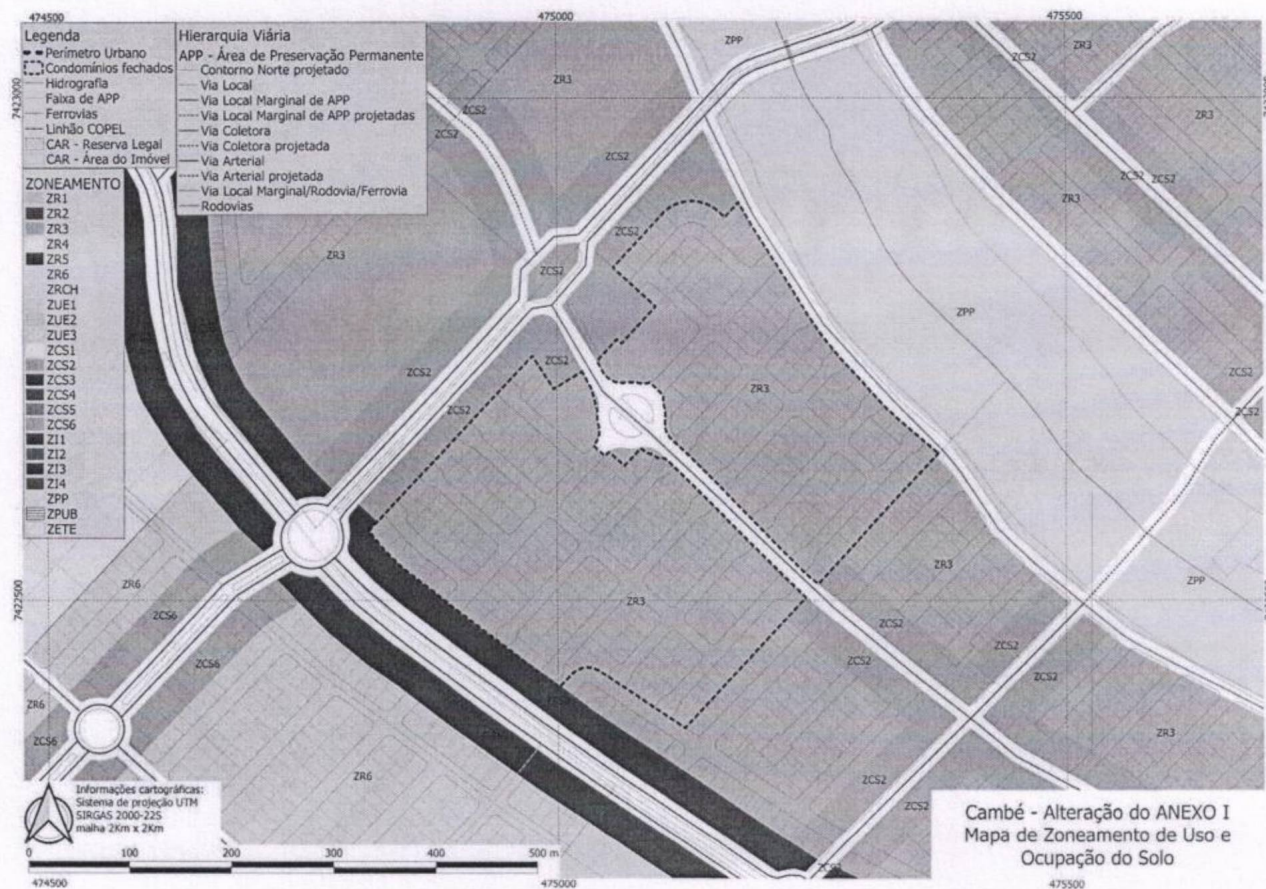 474500
475000
475500
7423000
7422500
Legenda
Perímetro Urbano
Condomínios fechados
Hidrografia
Faixa de APP
Ferrovias
Linhão COPEL
CAR - Reserva Legal
CAR - Área do Imóvel
Hierarquia Viária
APP - Área de Preservação Permanente
Contorno Norte projetado
Via Local
Via Local Marginal de APP
Via Local Marginal de APP projetadas
Via Coletora
Via Coletora projetada
Via Arterial
Via Arterial projetada
Via Local Marginal/Rodovia/Ferrovia
Rodovias
ZONEAMENTO
ZR1
ZR2
ZR3
ZR4
ZR5
ZR6
ZRCH
ZUE1
ZUE2
ZUE3
ZCS1
ZCS2
ZCS3
ZCS4
ZCS5
ZCS6
ZI1
ZI2
ZI3
ZI4
ZPP
ZPUB
ZETE
ZPP
ZR3
ZCS2
ZR3
ZCS2
ZR3
ZCS2
ZCS2
ZCS2
ZCS2
ZCS2
ZR3
ZR3
ZCS2
ZCS2
ZPP
ZCS2
ZCS2
ZCS2
ZR3
ZCS2
ZR3
ZPP
ZR6
ZCS6
ZR3
ZCS2
ZCS2
ZCS6
ZCS2
ZR6
ZCS6
ZR3
ZR6
ZCS2
ZCS2
Informações cartográficas:
Sistema de projeção UTM
SIRGAS 2000-22S
malha 2Km x 2Km
0 100 200 300 400 500 m
Cambé - Alteração do ANEXO I
Mapa de Zoneamento de Uso e
Ocupação do Solo
474500
475000
475500